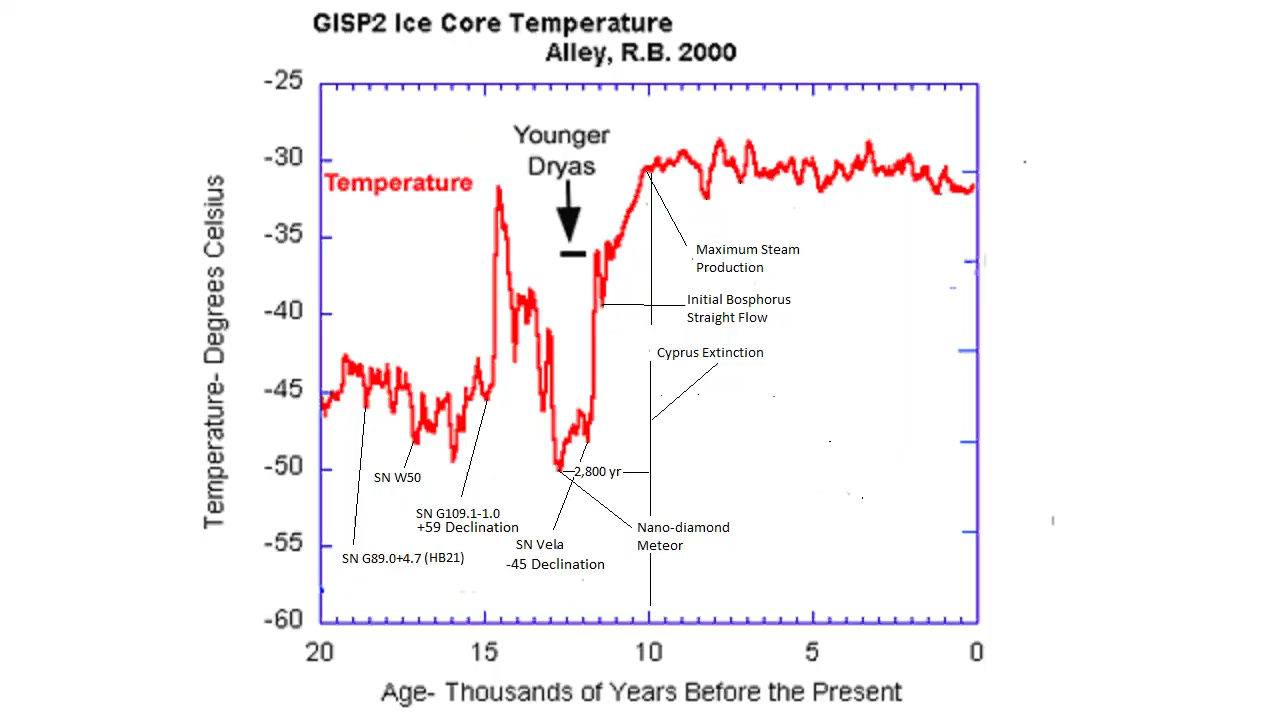 GISP2 Ice Core Temperature
Alley, R.B. 2000
-25
-30
-35
-40
-45
-50
-55
-60
Temperature- Degrees Celsius
Younger
Dryas
Temperature
Maximum Steam
Production
Initial Bosphorus
Straight Flow
Cyprus Extinction
2,800 yr
SN W50
SN G109.1-1.0
+59 Declination
SN G89.0+4.7 (HB21)
SN Vela
-45 Declination
Nano-diamond
Meteor
20 15 10 5 0
Age- Thousands of Years Before the Present